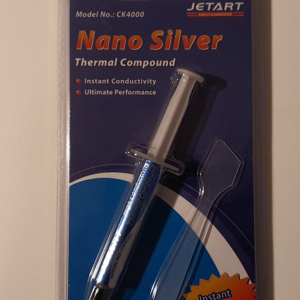 JETART
Model No.: CK4000
Nano Silver
Thermal Compound
Instant Conductivity
Ultimate Performance
Instant